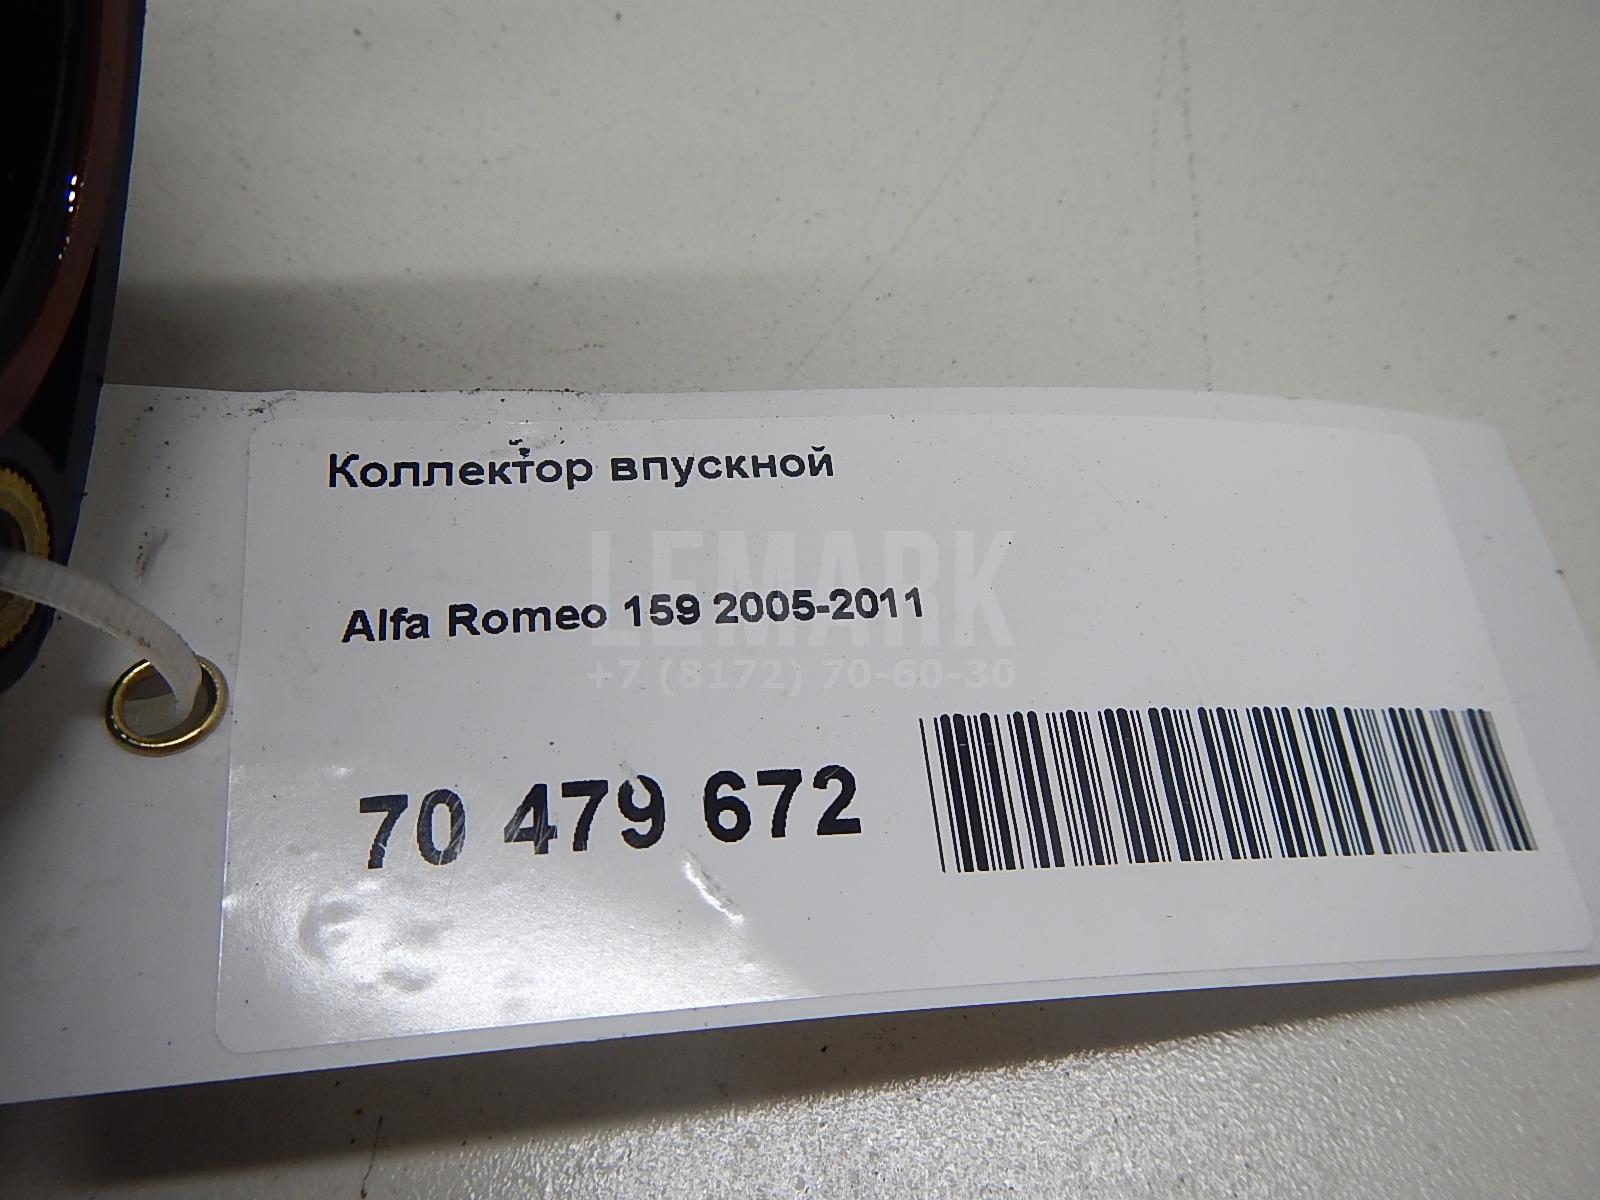 Коллектор впускной
LEMARK
Alfa Romeo 159 2005-2011
+7 (8172) 70-60-30
70 479 672